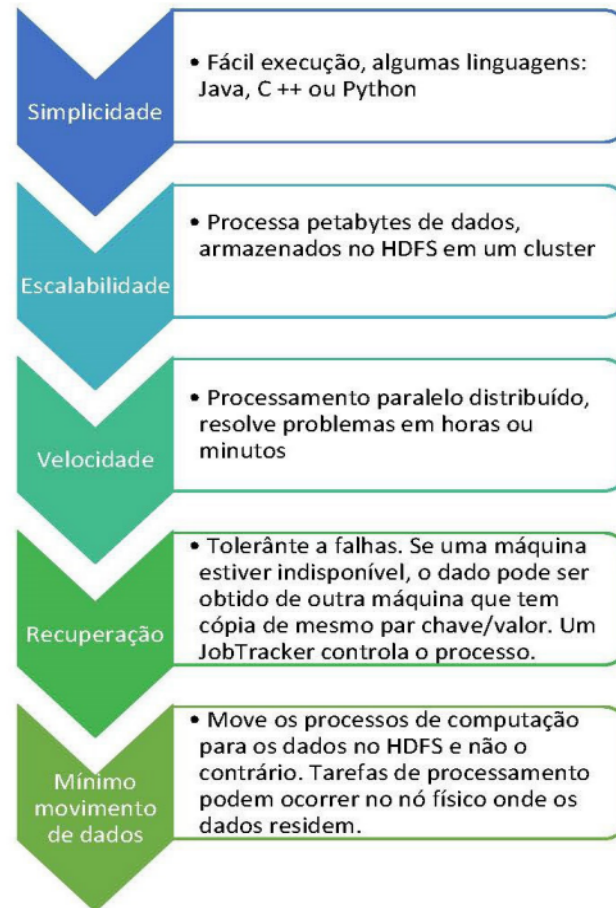 Simplicidade
• Fácil execução, algumas linguagens:
Java, C ++ ou Python
Escalabilidade
• Processa petabytes de dados,
armazenados no HDFS em um cluster
Velocidade
• Processamento paralelo distribuído,
resolve problemas em horas ou
minutos
Recuperação
• Tolerânte a falhas. Se uma máquina
estiver indisponível, o dado pode ser
obtido de outra máquina que tem
cópia de mesmo par chave/valor. Um
JobTracker controla o processo.
Mínimo
movimento
de dados
• Move os processos de computação
para os dados no HDFS e não o
contrário. Tarefas de processamento
podem ocorrer no nó físico onde os
dados residem.